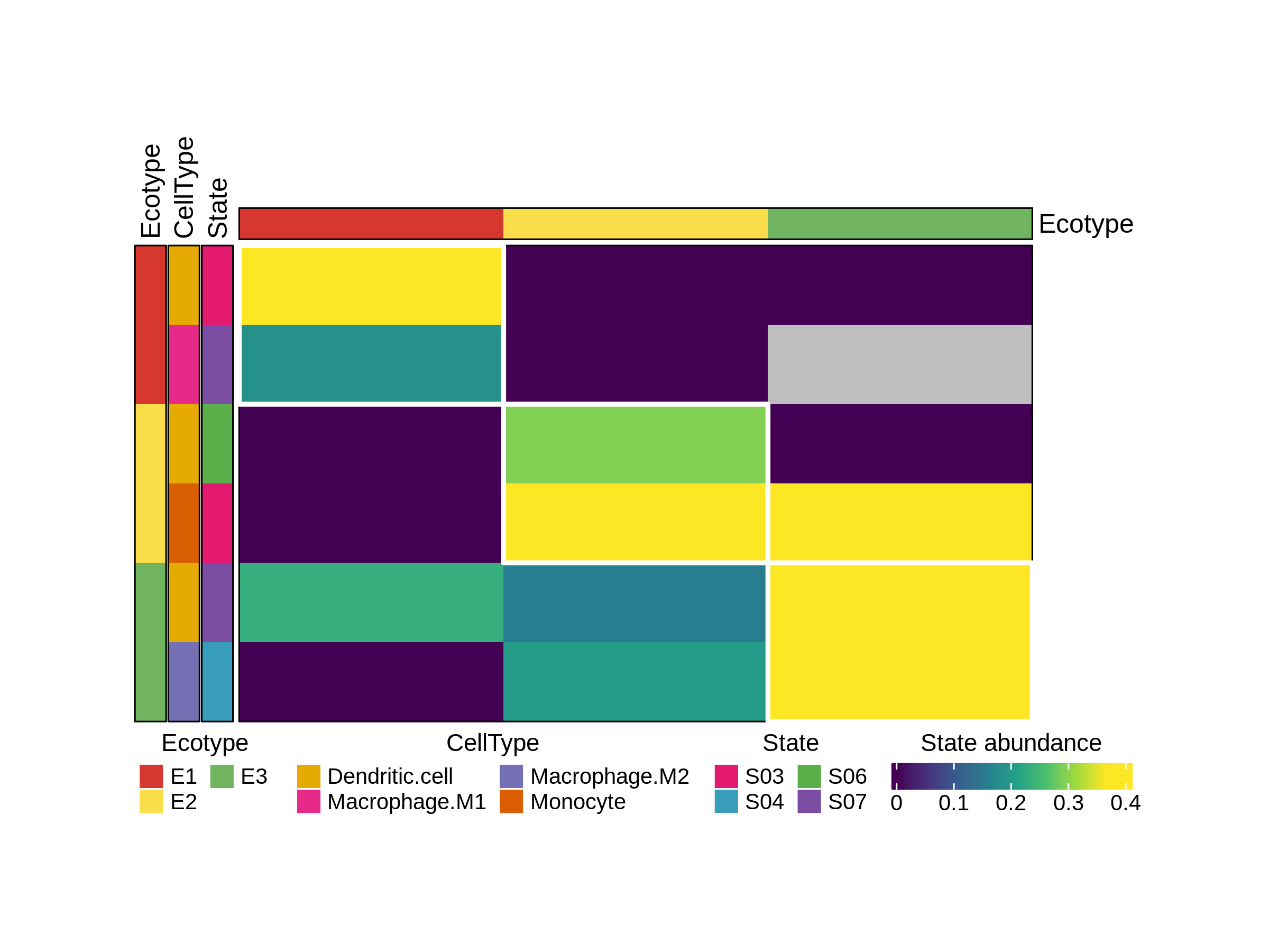 Ecotype
CellType
State
Ecotype
Ecotype CellType State State abundance
E1 E3 Dendritic.cell Macrophage.M2 S03 S06
E2 Macrophage.M1 Monocyte S04 S07
0 0.1 0.2 0.3 0.4